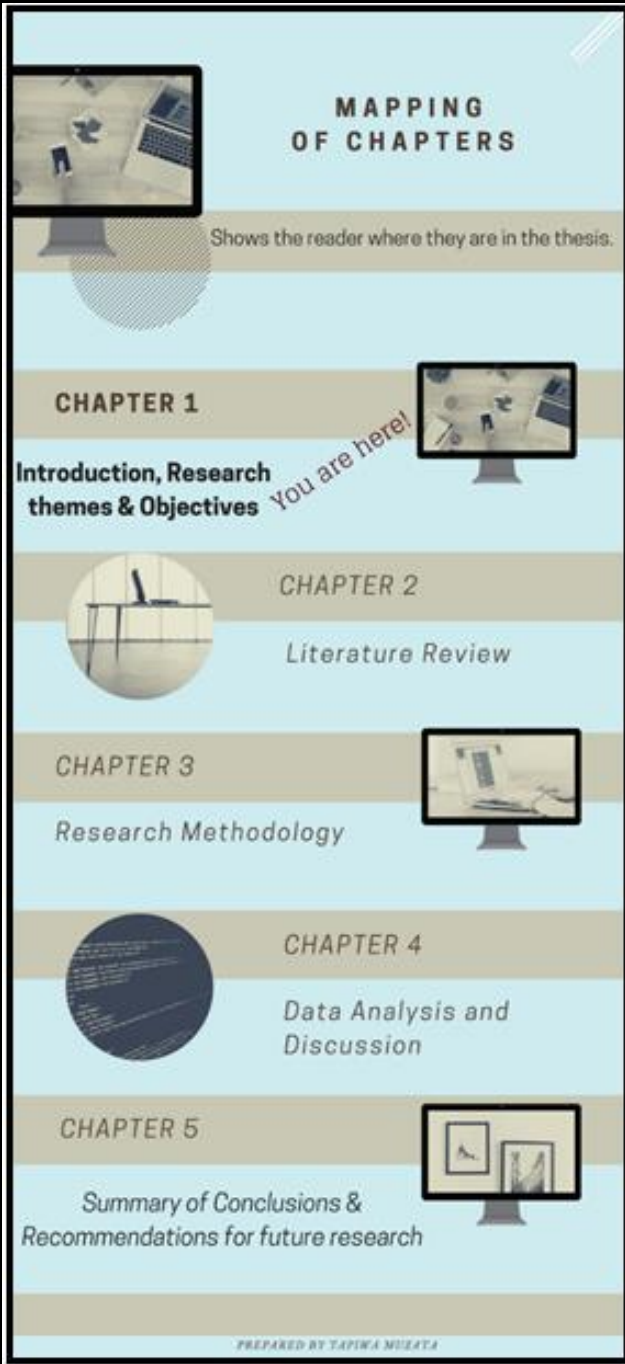 MAPPING
OF CHAPTERS
Shows the reader where they are in the thesis.
CHAPTER 1
Introduction, Research
themes & Objectives
You are here!
CHAPTER 2
Literature Review
CHAPTER 3
Research Methodology
CHAPTER 4
Data Analysis and
Discussion
CHAPTER 5
Summary of Conclusions &
Recommendations for future research
PREPARED BY TAPIWA MUZATA